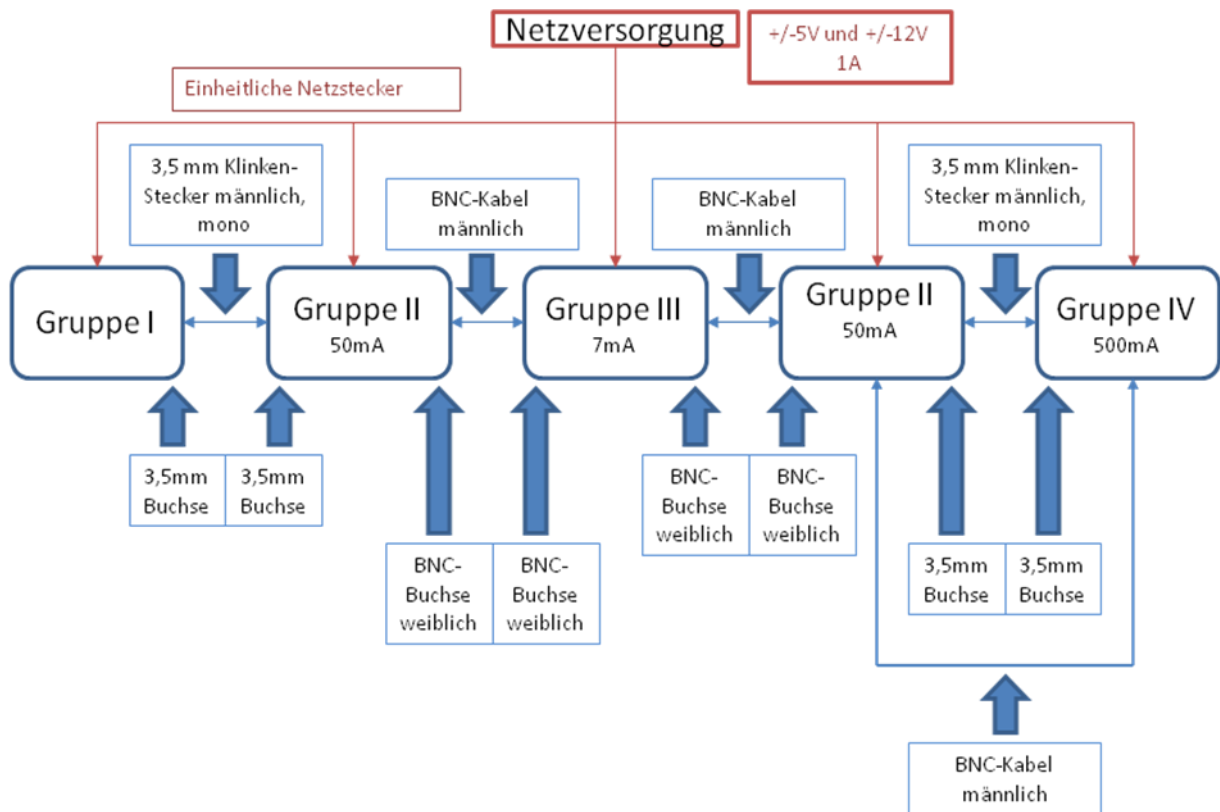 Netzversorgung
+/-5V und +/-12V
1A
Einheitliche Netzstecker
3,5 mm Klinken-
Stecker männlich,
mono
BNC-Kabel
männlich
BNC-Kabel
männlich
3,5 mm Klinken-
Stecker männlich,
mono
Gruppe I
Gruppe II
50mA
Gruppe III
7mA
Gruppe II
50mA
Gruppe IV
500mA
3,5mm
Buchse
3,5mm
Buchse
BNC-
Buchse
weiblich
BNC-
Buchse
weiblich
BNC-
Buchse
weiblich
BNC-
Buchse
weiblich
3,5mm
Buchse
3,5mm
Buchse
BNC-Kabel
männlich